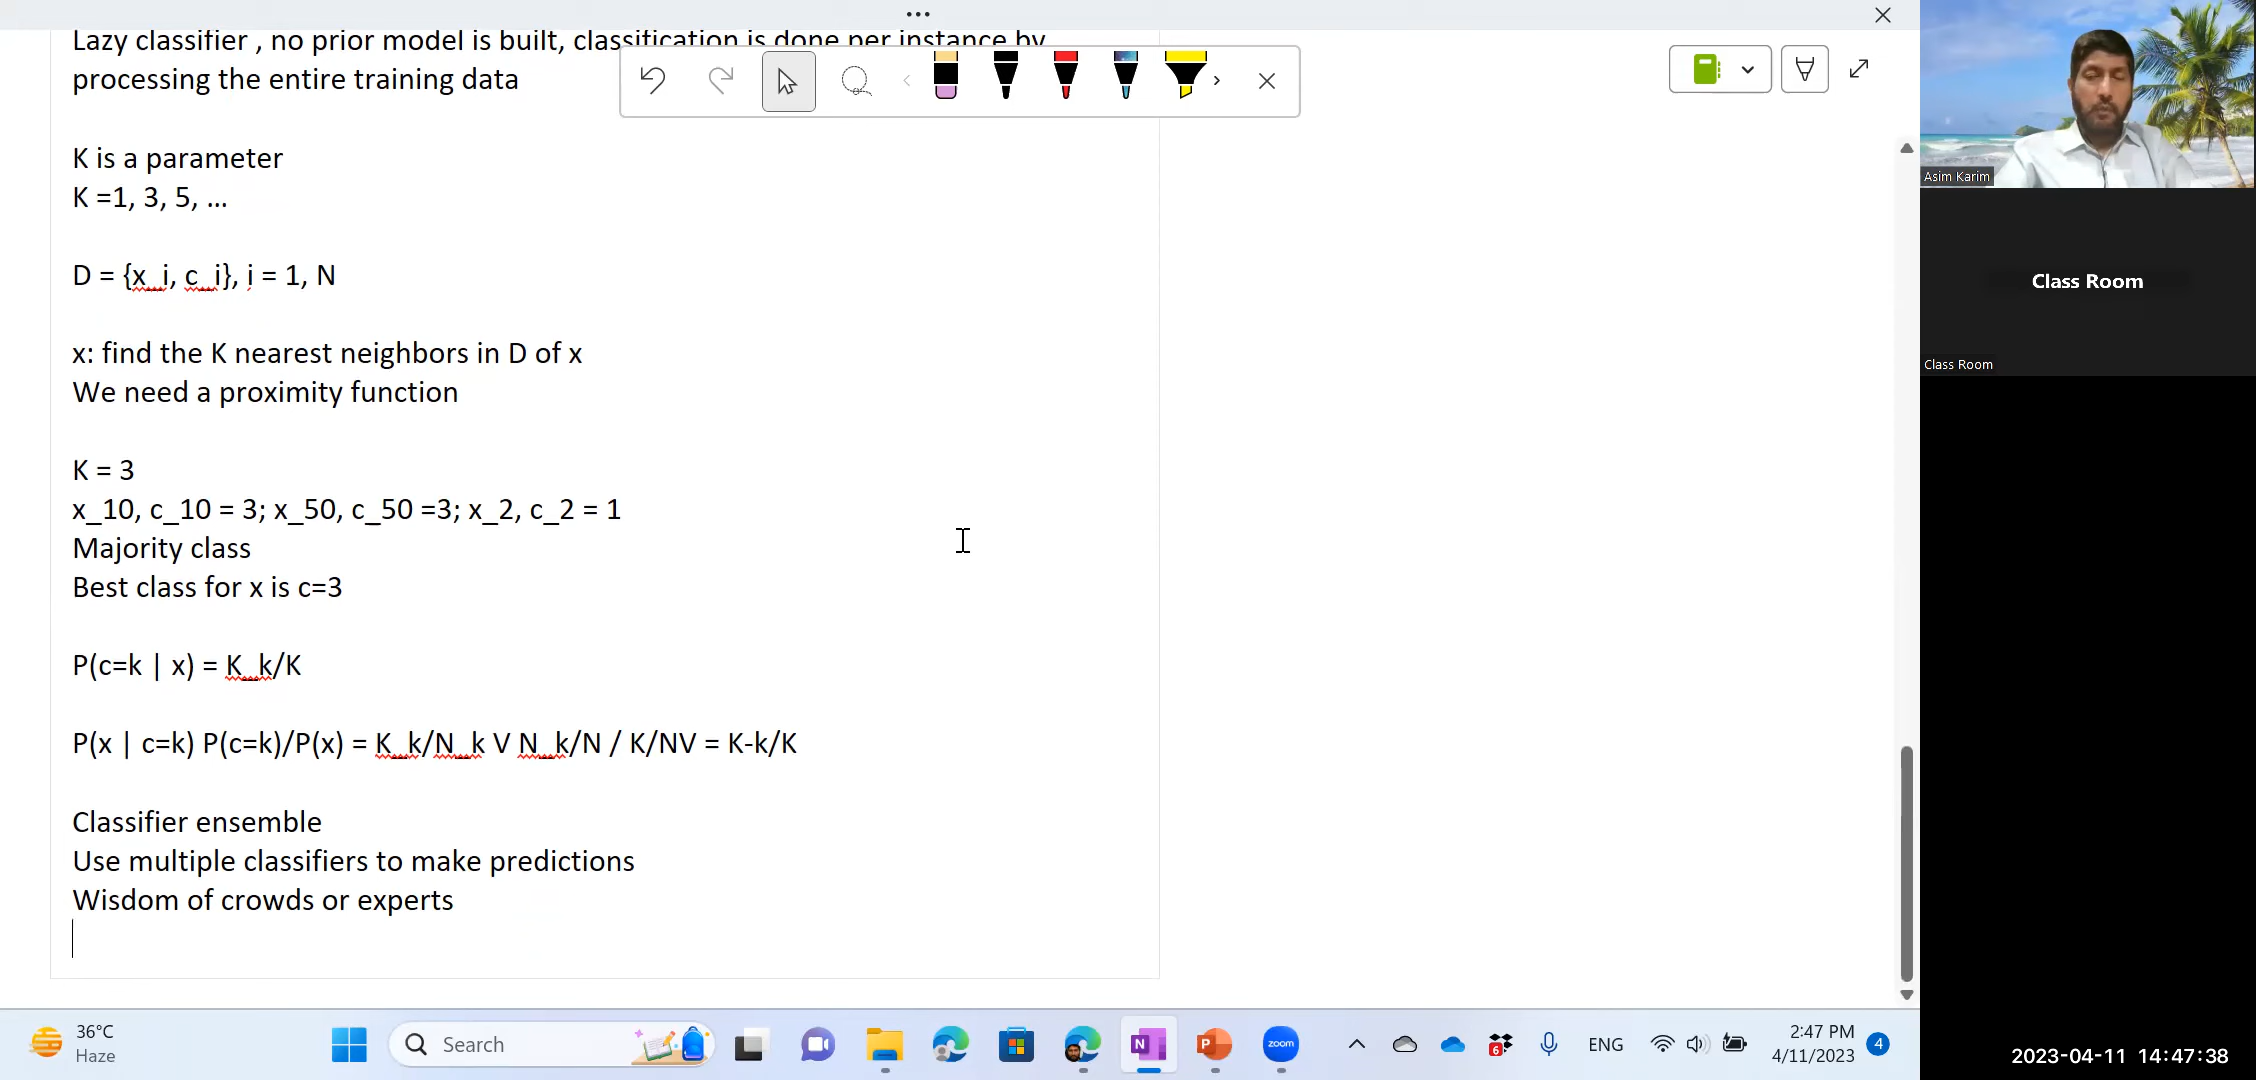 Lazy classifier , no prior model is built, classification is done per instance by
processing the entire training data
K is a parameter
K =1, 3, 5, ...
D = {x_i, c_i}, i = 1, N
x: find the K nearest neighbors in D of x
We need a proximity function
K = 3
x_10, c_10 = 3; x_50, c_50 =3; x_2, c_2 = 1
Majority class
Best class for x is c=3
P(c=k | x) = K_k/K
P(x | c=k) P(c=k)/P(x) = K_k/N_k V N_k/N / K/NV = K-k/K
Classifier ensemble
Use multiple classifiers to make predictions
Wisdom of crowds or experts
Asim Karim
Class Room
Class Room
36°C
Haze
Search
N
P
zoom
6
ENG
2:47 PM
4/11/2023
4
2023-04-11 14:47:38